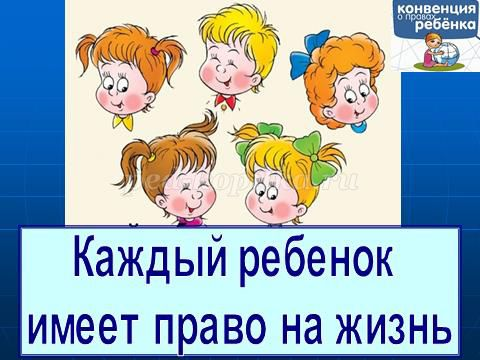 конвенция
о правах
ребёнка
Каждый ребенок
имеет право на жизнь